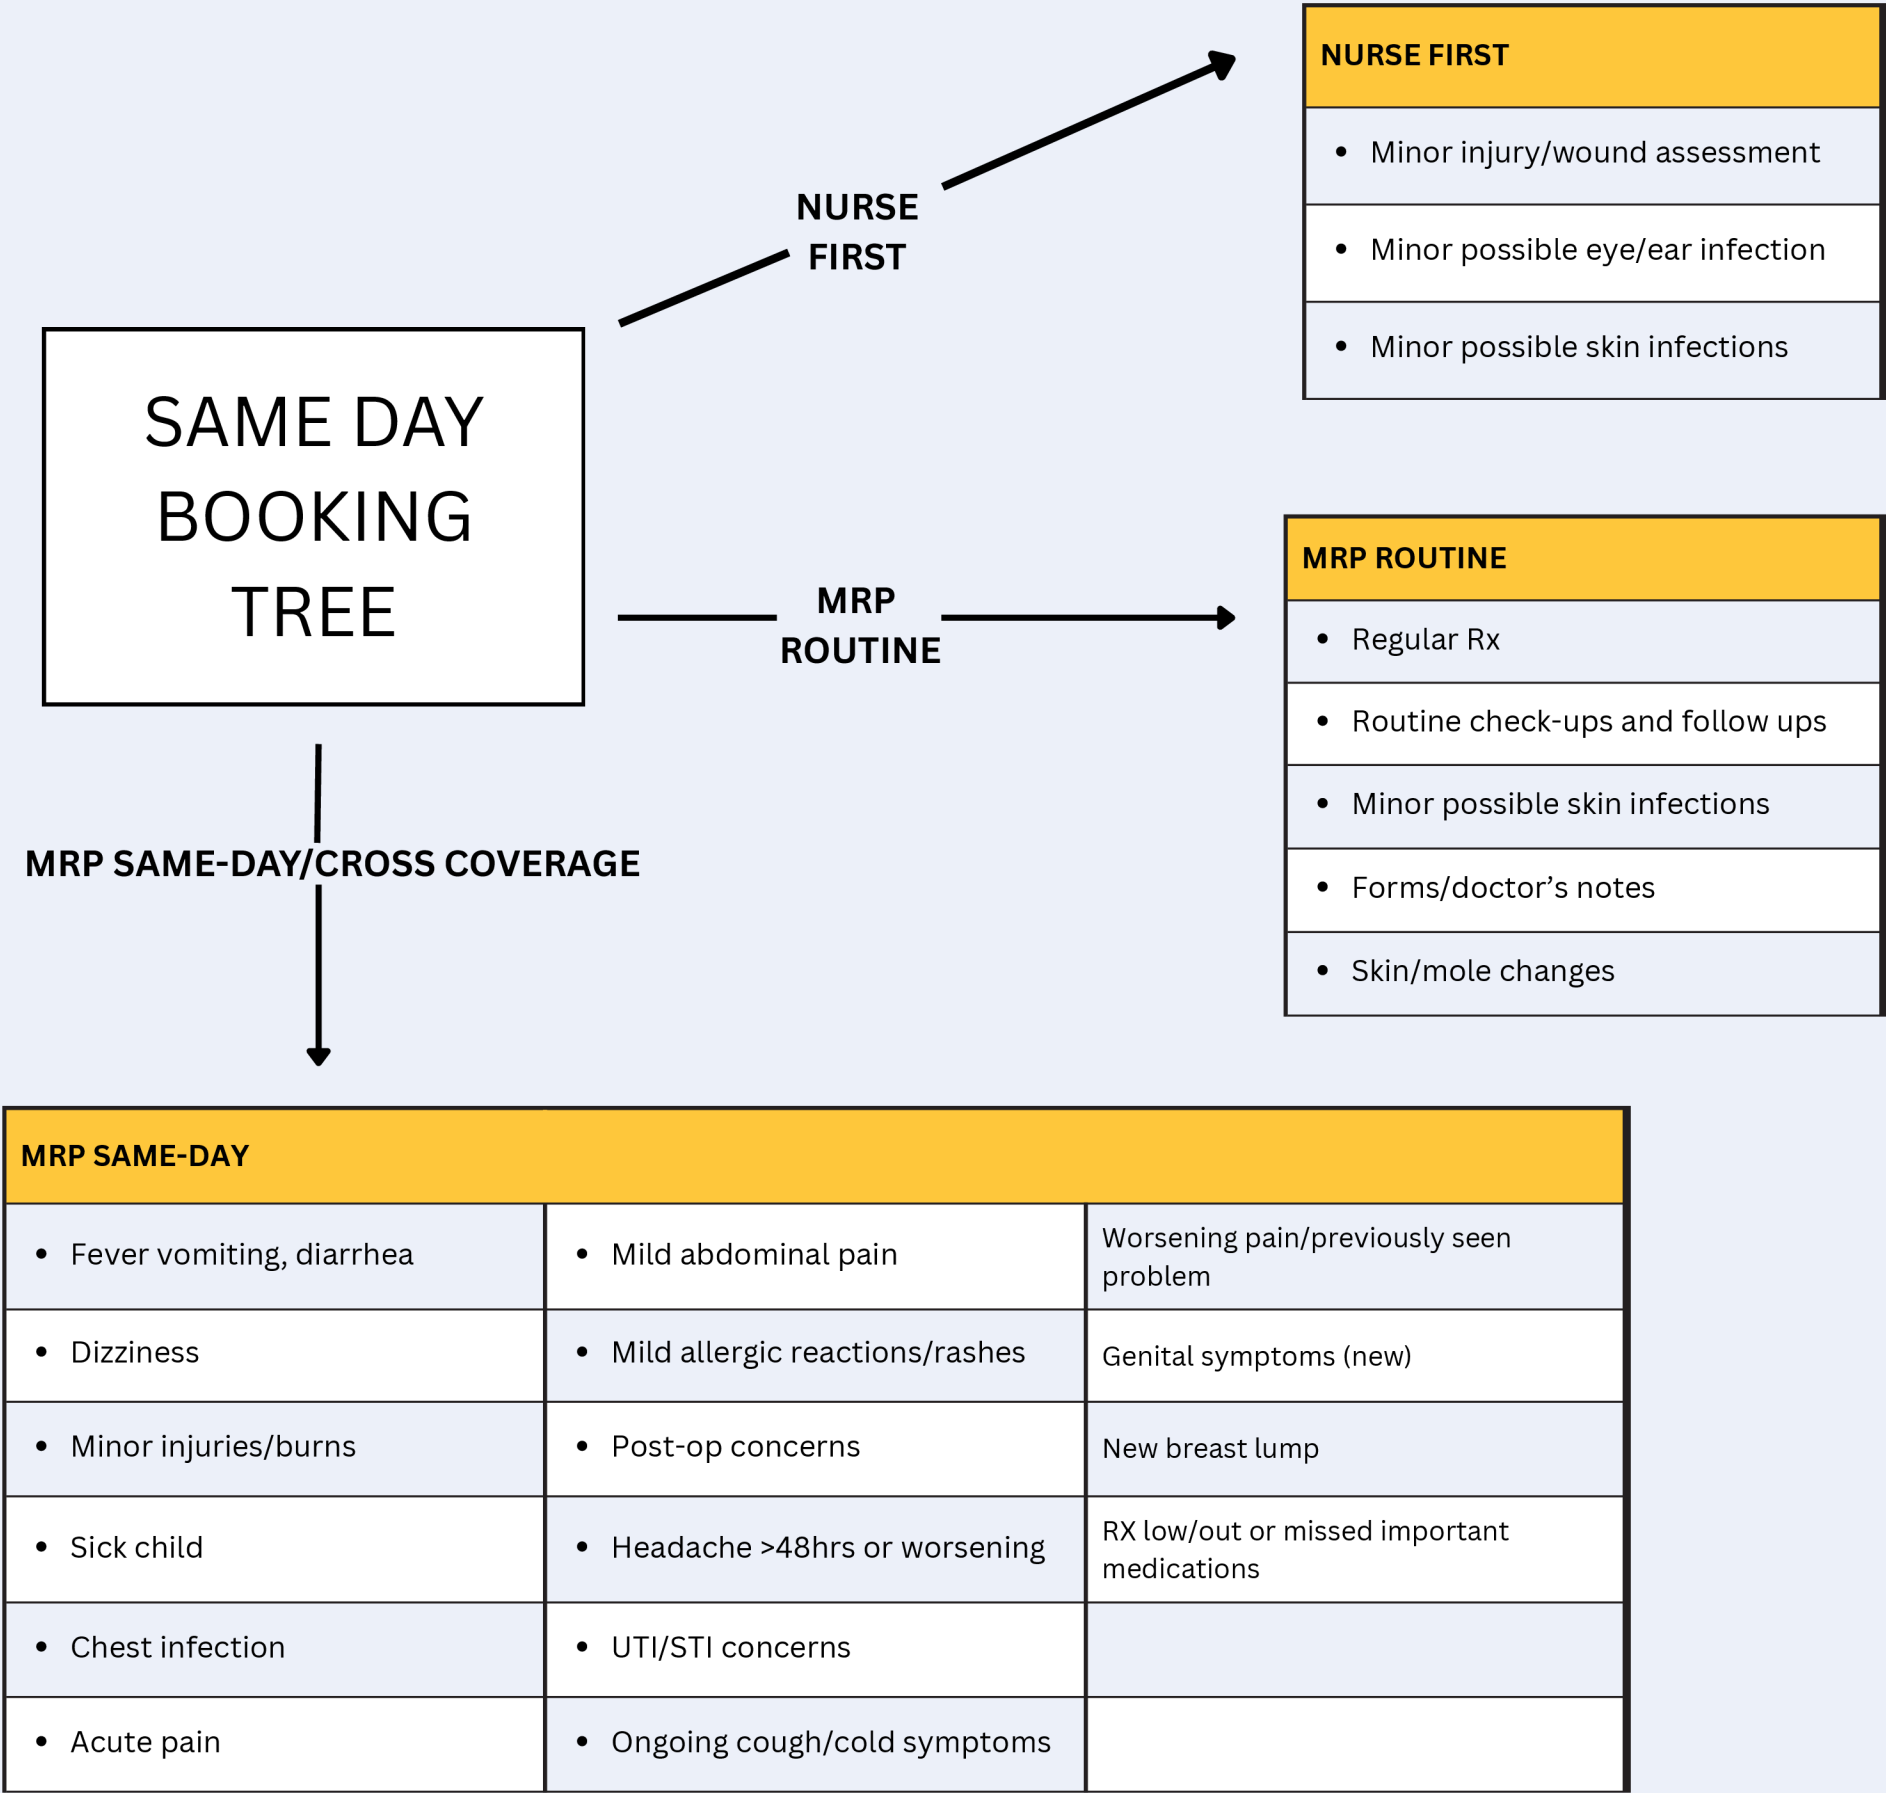 NURSE FIRST
Minor injury/wound assessment
Minor possible eye/ear infection
Minor possible skin infections
NURSE
FIRST
SAME DAY
BOOKING
TREE
MRP
ROUTINE
MRP ROUTINE
Regular Rx
Routine check-ups and follow ups
Minor possible skin infections
Forms/doctor’s notes
Skin/mole changes
MRP SAME-DAY/CROSS COVERAGE
MRP SAME-DAY
Fever vomiting, diarrhea
Mild abdominal pain
Worsening pain/previously seen
problem
Dizziness
Mild allergic reactions/rashes
Genital symptoms (new)
Minor injuries/burns
Post-op concerns
New breast lump
Sick child
Headache >48hrs or worsening
RX low/out or missed important
medications
Chest infection
UTI/STI concerns
Acute pain
Ongoing cough/cold symptoms